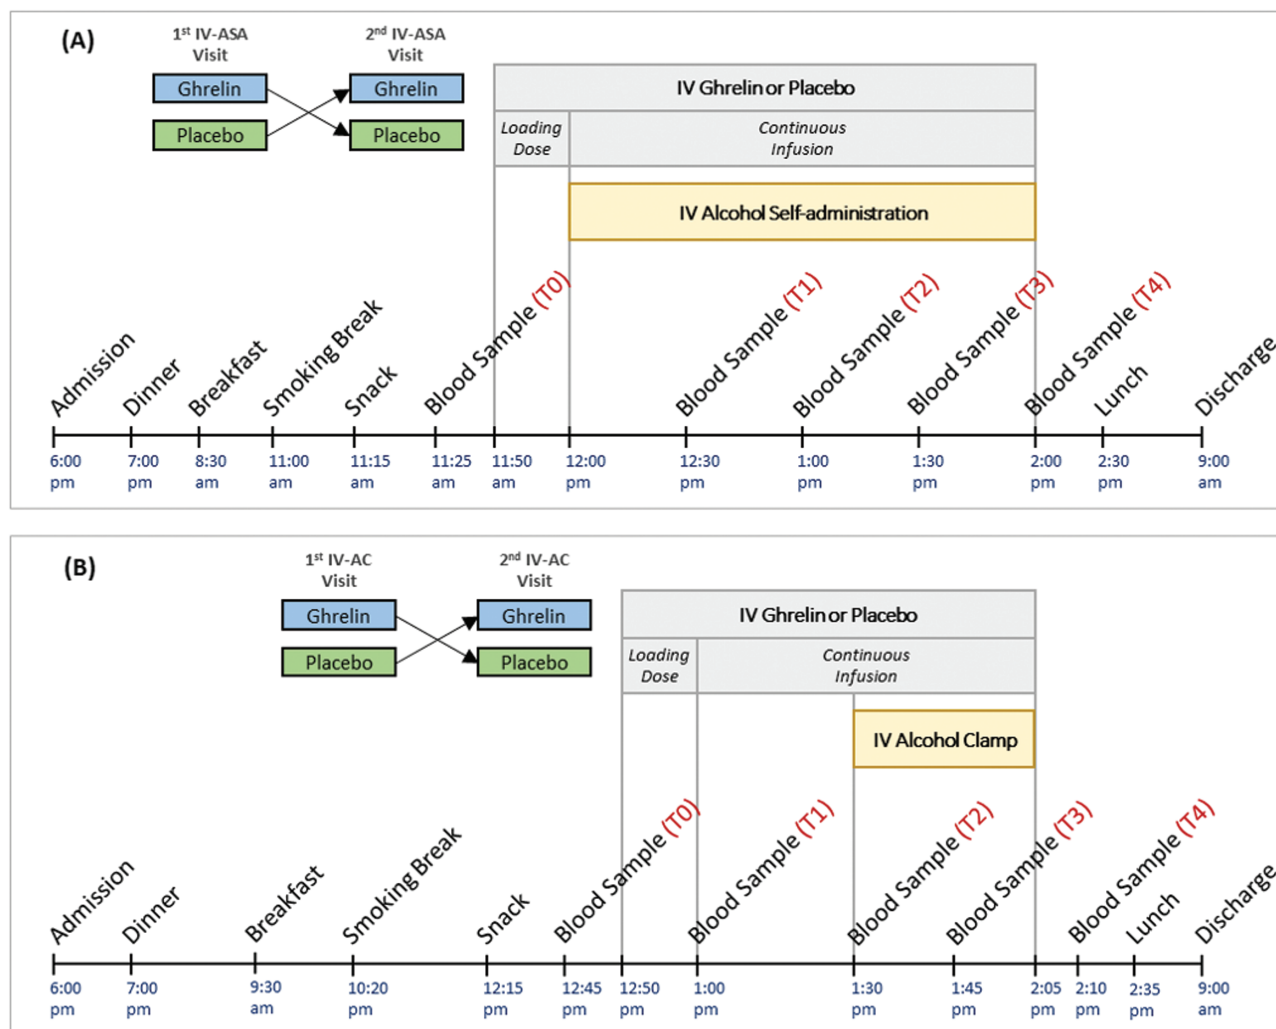 (A)
1st IV-ASA
Visit
2nd IV-ASA
Visit
Ghrelin
Ghrelin
Placebo
Placebo
IV Ghrelin or Placebo
Loading
Dose
Continuous
Infusion
IV Alcohol Self-administration
Admission
Dinner
Breakfast
Smoking Break
Snack
Blood Sample (T0)
Blood Sample (T1)
Blood Sample (T2)
Blood Sample (T3)
Blood Sample (T4)
Lunch
Discharge
6:00 pm
7:00 pm
8:30 am
11:00 am
11:15 am
11:25 am
11:50 am
12:00 pm
12:30 pm
1:00 pm
1:30 pm
2:00 pm
2:30 pm
9:00 am
(B)
1st IV-AC
Visit
2nd IV-AC
Visit
Ghrelin
Ghrelin
Placebo
Placebo
IV Ghrelin or Placebo
Loading
Dose
Continuous
Infusion
IV Alcohol Clamp
Admission
Dinner
Breakfast
Smoking Break
Snack
Blood Sample (T0)
Blood Sample (T1)
Blood Sample (T2)
Blood Sample (T3)
Blood Sample (T4)
Lunch
Discharge
6:00 pm
7:00 pm
9:30 am
10:20 pm
12:15 pm
12:45 pm
12:50 pm
1:00 pm
1:30 pm
1:45 pm
2:05 pm
2:10 pm
2:35 pm
9:00 am